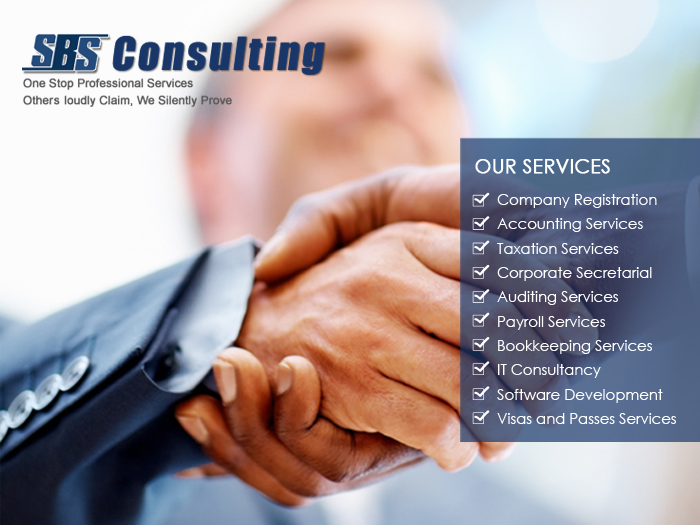 SBS Consulting
One Stop Professional Services
Others loudly Claim, We Silently Prove
OUR SERVICES
Company Registration
Accounting Services
Taxation Services
Corporate Secretarial
Auditing Services
Payroll Services
Bookkeeping Services
IT Consultancy
Software Development
Visas and Passes Services